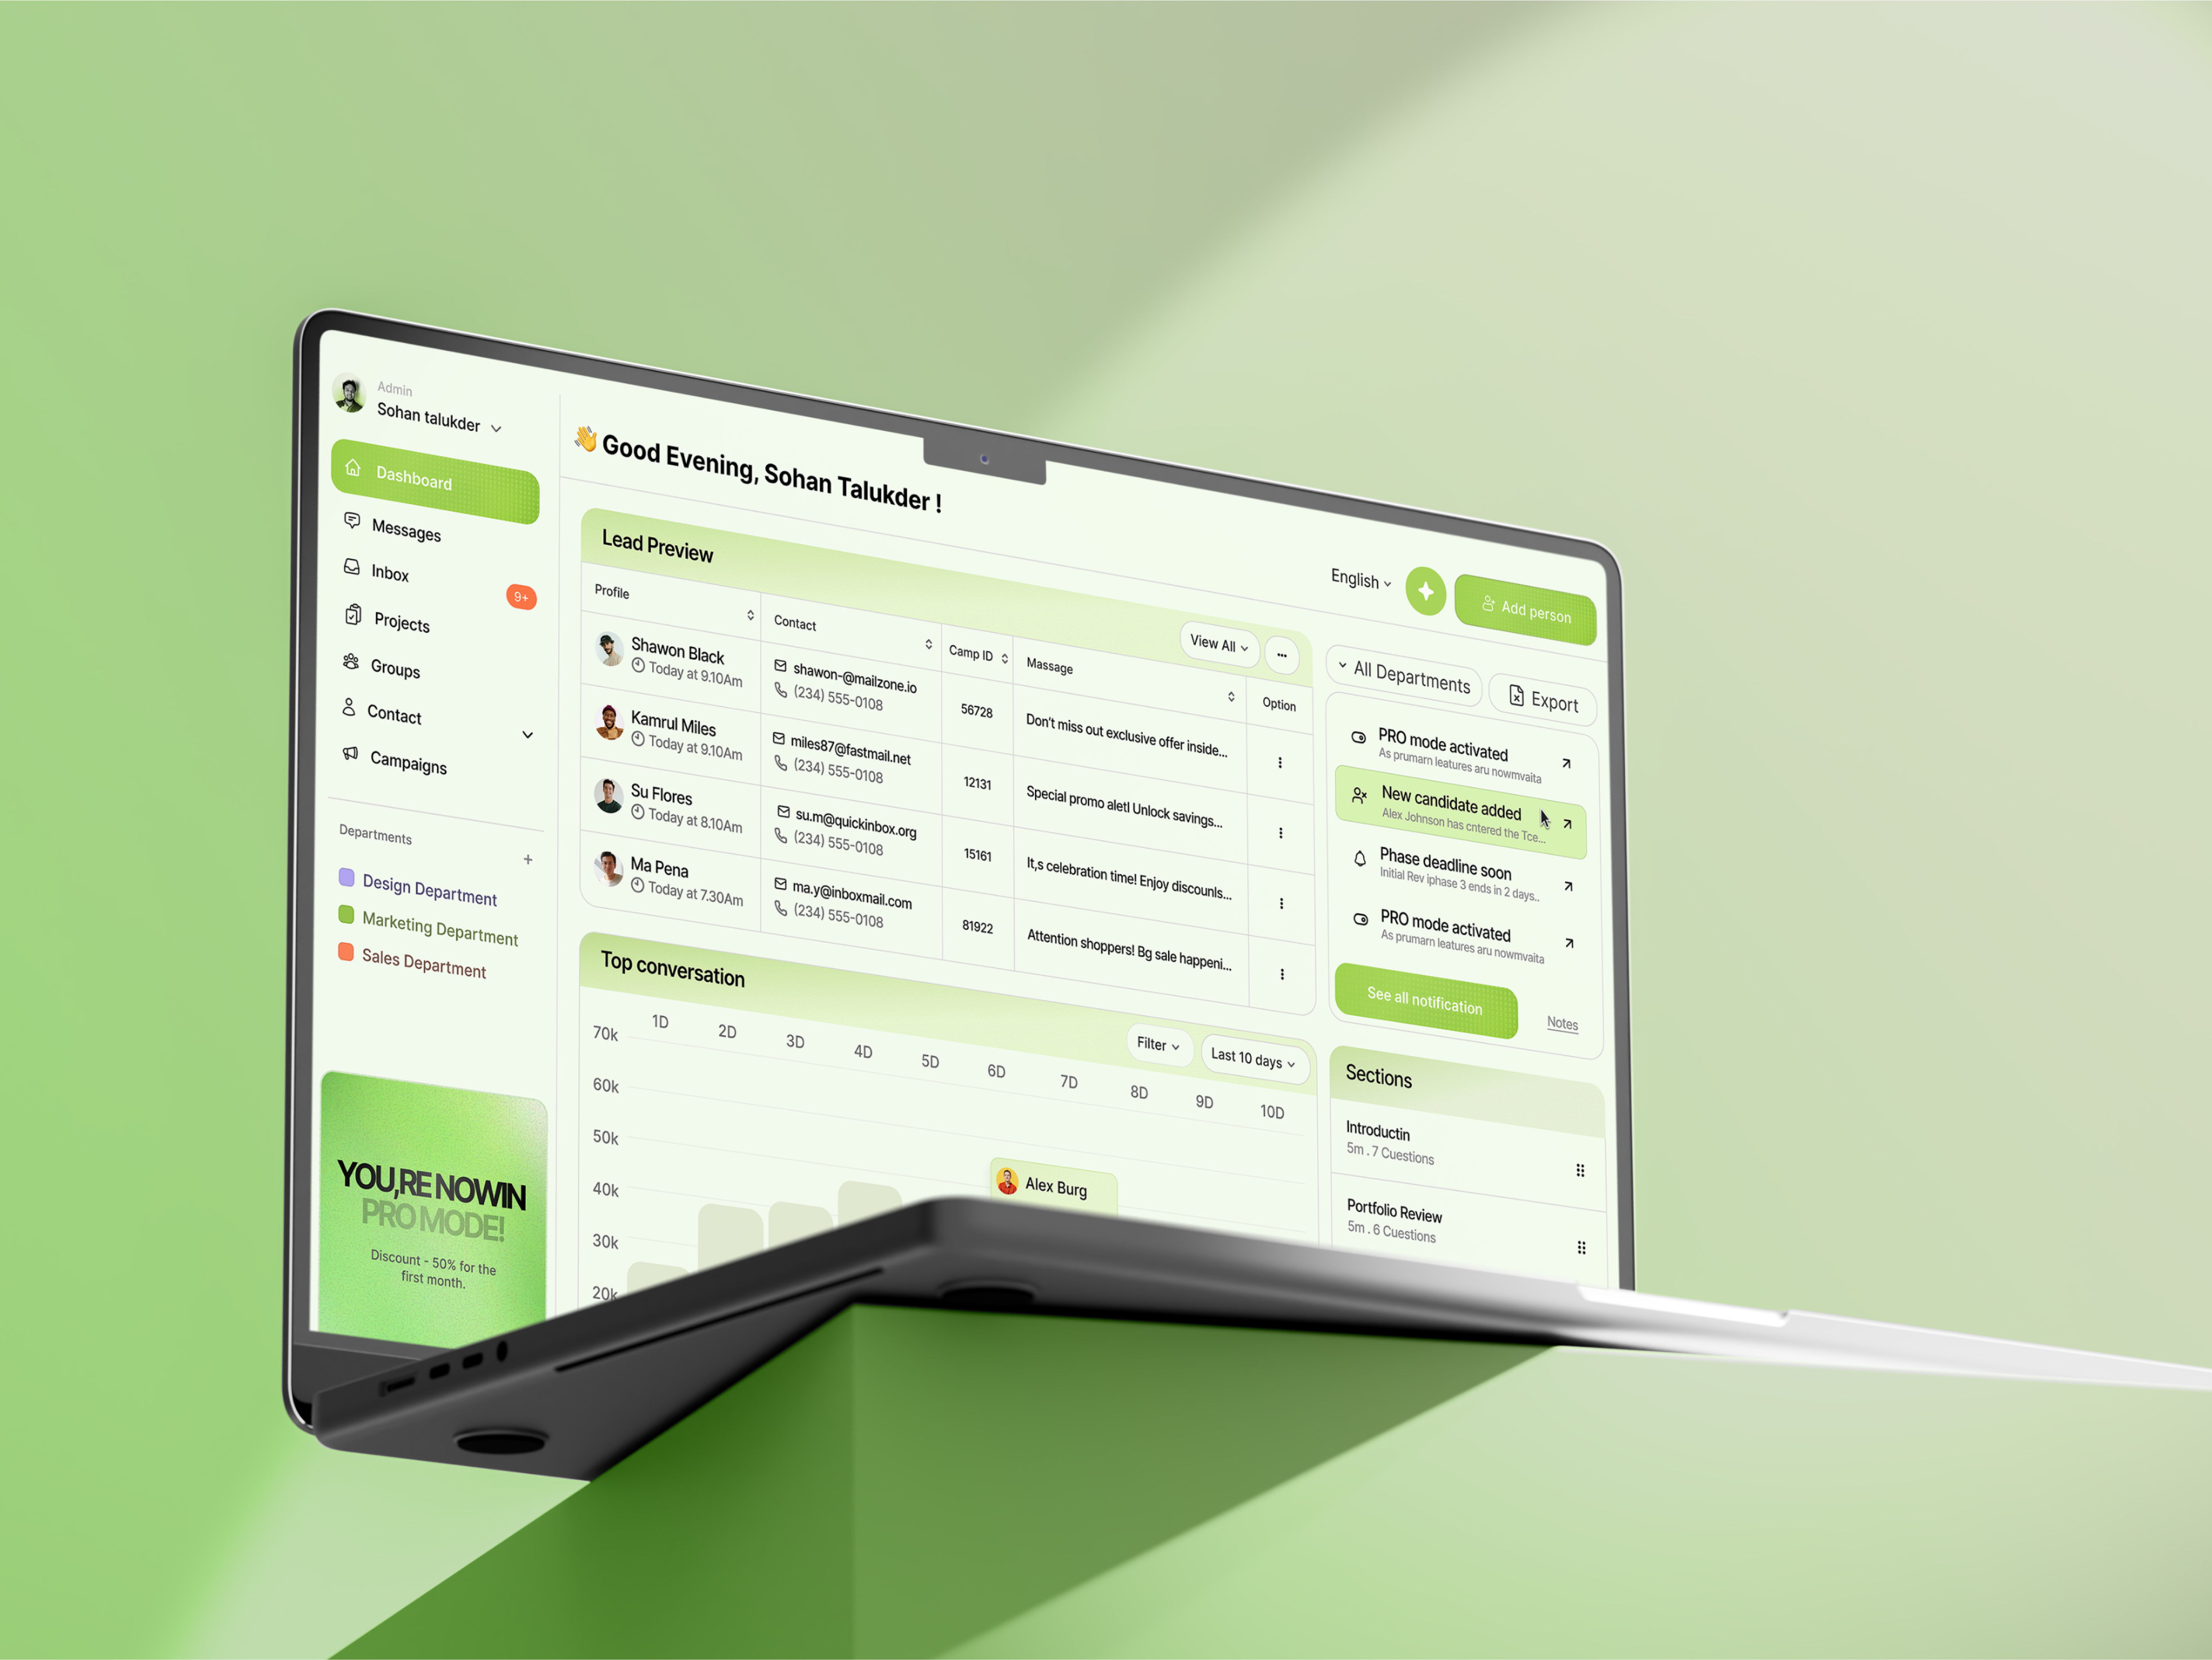 Admin
Sohan talukder
Dashboard
Messages
Inbox
9+
Projects
Groups
Contact
Campaigns
Departments
+
Design Department
Marketing Department
Sales Department
YOU,RE NOW IN
PRO MODE!
Discount - 50% for the
first month.
👋 Good Evening, Sohan Talukder !
English
Add person
Lead Preview
View All
Profile
Contact
Camp ID
Massage
Option
Shawon Black
Today at 9.10Am
shawon-@mailzone.io
(234) 555-0108
56728
Don't miss out exclusive offer inside...
Kamrul Miles
Today at 9.10Am
miles87@fastmail.net
(234) 555-0108
12131
Special promo aletl Unlock savings...
Su Flores
Today at 8.10Am
su.m@quickinbox.org
(234) 555-0108
15161
It,s celebration time! Enjoy discounls...
Ma Pena
Today at 7.30Am
ma.y@inboxmail.com
(234) 555-0108
81922
Attention shoppers! Bg sale happeni...
Top conversation
Filter
Last 10 days
1D 2D 3D 4D 5D 6D 7D 8D 9D 10D
70k
60k
50k
40k
30k
20k
Alex Burg
All Departments
Export
PRO mode activated
As prumarn leatures aru nowmvaita
New candidate added
Alex Johnson has cntered the Tce...
Phase deadline soon
Initial Rev iphase 3 ends in 2 days..
PRO mode activated
As prumarn leatures aru nowmvaita
See all notification
Notes
Sections
Introductin
5m . 7 Cuestions
Portfolio Review
5m . 6 Cuestions